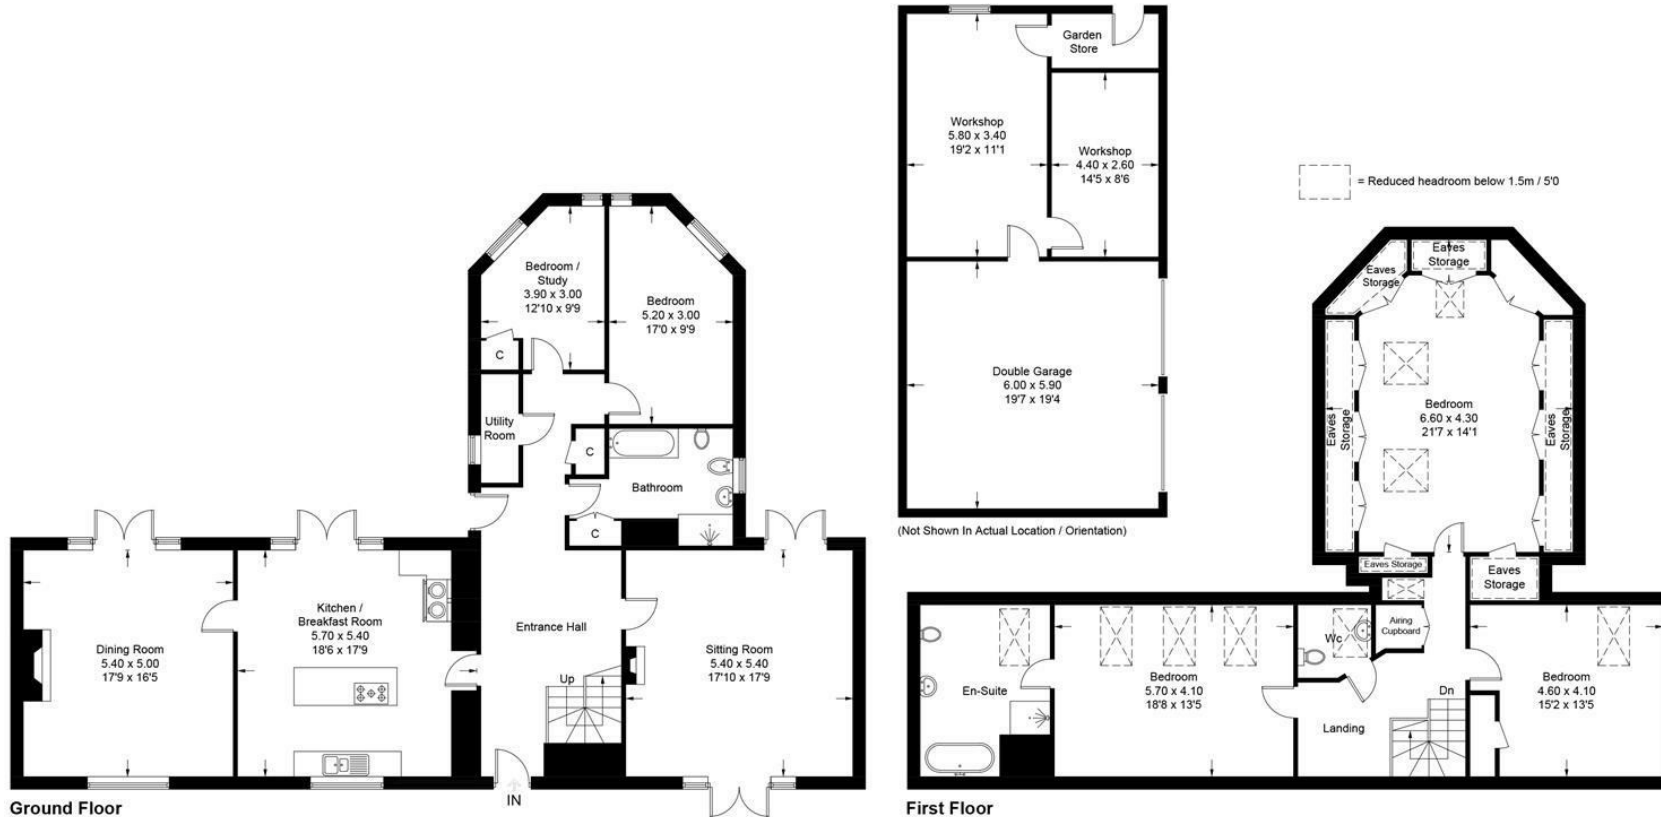 Garden
Store
Workshop
5.80 x 3.40
19'2 x 11'1
Workshop
4.40 x 2.60
14'5 x 8'6
Double Garage
6.00 x 5.90
19'7 x 19'4
(Not Shown In Actual Location / Orientation)
= Reduced headroom below 1.5m / 5'0
Bedroom /
Study
3.90 x 3.00
12'10 x 9'9
Bedroom
5.20 x 3.00
17'0 x 9'9
C
Utility
Room
C
Bathroom
C
Dining Room
5.40 x 5.00
17'9 x 16'5
Kitchen /
Breakfast Room
5.70 x 5.40
18'6 x 17'9
Entrance Hall
Up
Sitting Room
5.40 x 5.40
17'10 x 17'9
IN
Ground Floor
Eaves
Storage
Eaves
Storage
Eaves
Storage
Bedroom
6.60 x 4.30
21'7 x 14'1
Eaves
Storage
Eaves Storage
Eaves
Storage
En-Suite
Bedroom
5.70 x 4.10
18'8 x 13'5
Wc
Airing
Cupboard
Landing
Dn
Bedroom
4.60 x 4.10
15'2 x 13'5
First Floor